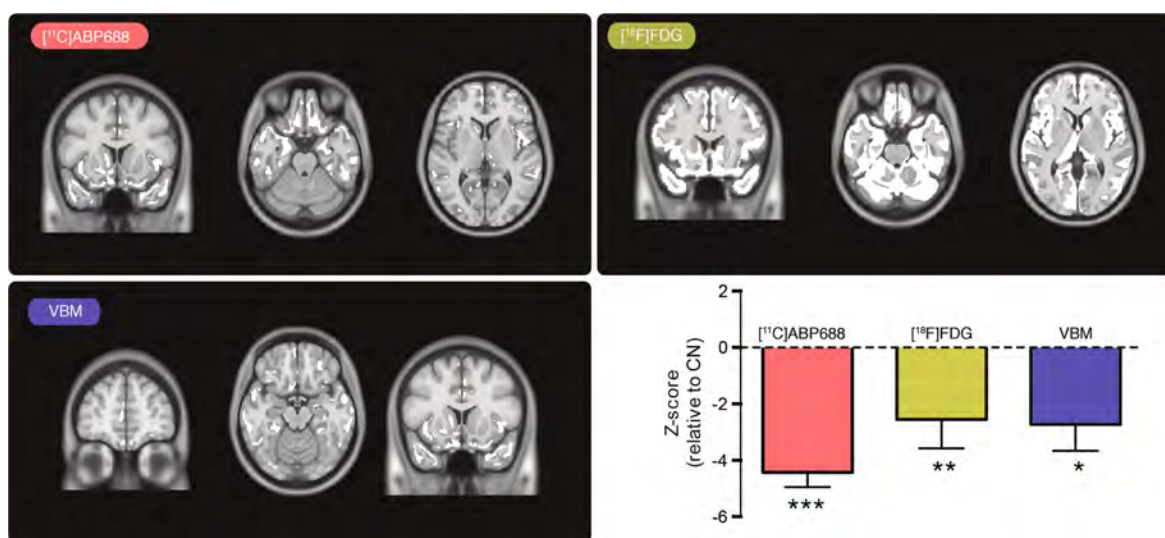 [¹¹C]ABP688
[¹⁸F]FDG
VBM
2
0
-2
-4
-6
Z-score
(relative to CN)
[¹¹C]ABP688
[¹⁸F]FDG
VBM
***
**
*